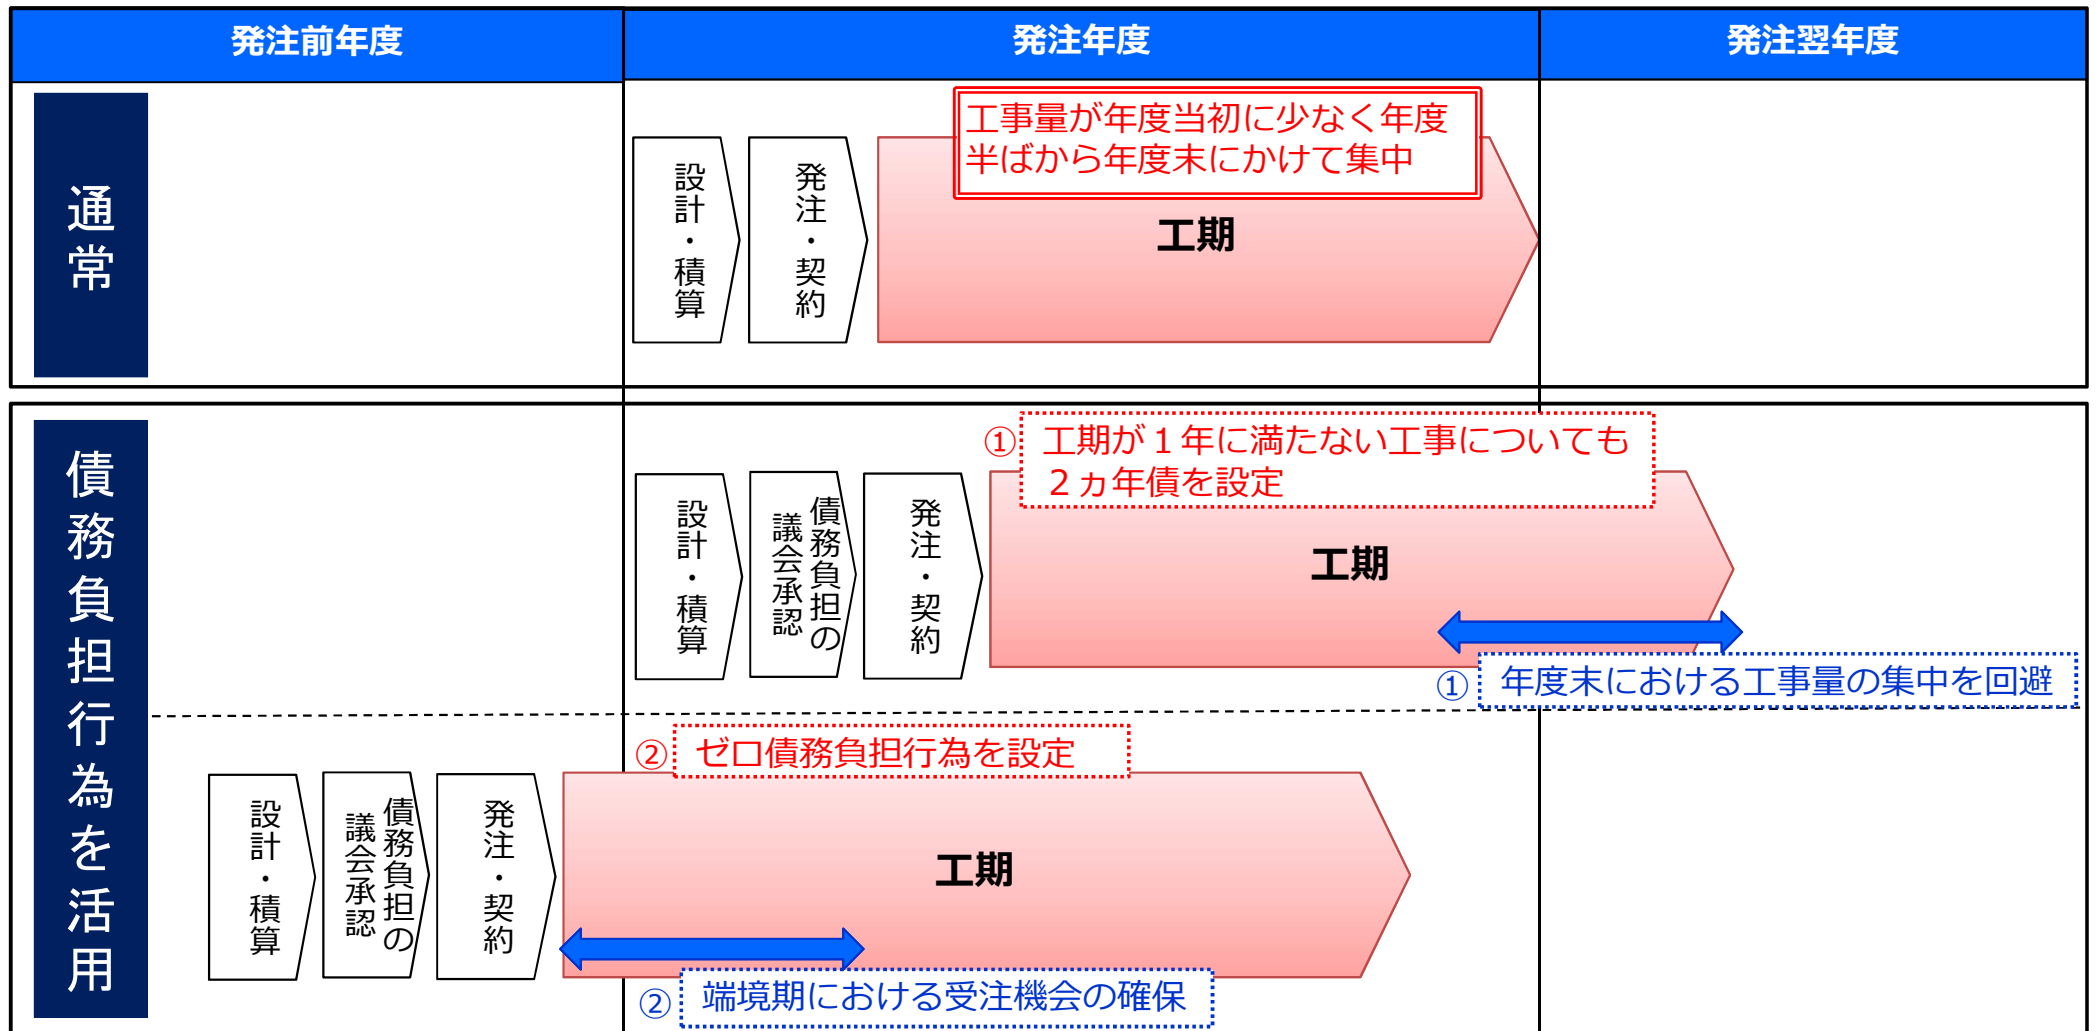 発注前年度
発注年度
発注翌年度
通常
設計・積算
発注・契約
工事量が年度当初に少なく年度
半ばから年度末にかけて集中
工期
債務負担行為を活用
設計・積算
債務負担の
議会承認
発注・契約
① 工期が１年に満たない工事についても
２ヵ年債を設定
工期
① 年度末における工事量の集中を回避
② ゼロ債務負担行為を設定
設計・積算
債務負担の
議会承認
発注・契約
工期
② 端境期における受注機会の確保